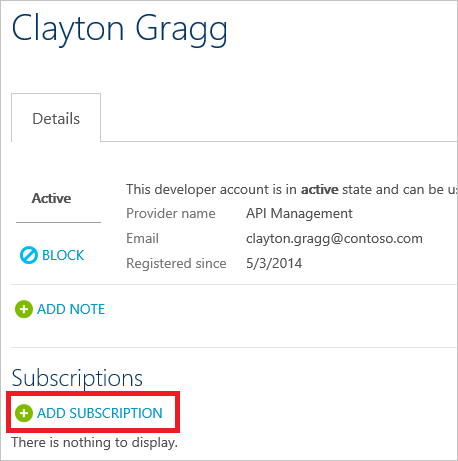 Clayton Gragg
Details
Active
This developer account is in active state and can be
Provider name API Management
Email clayton.gragg@contoso.com
BLOCK
Registered since 5/3/2014
ADD NOTE
Subscriptions
ADD SUBSCRIPTION
There is nothing to display.